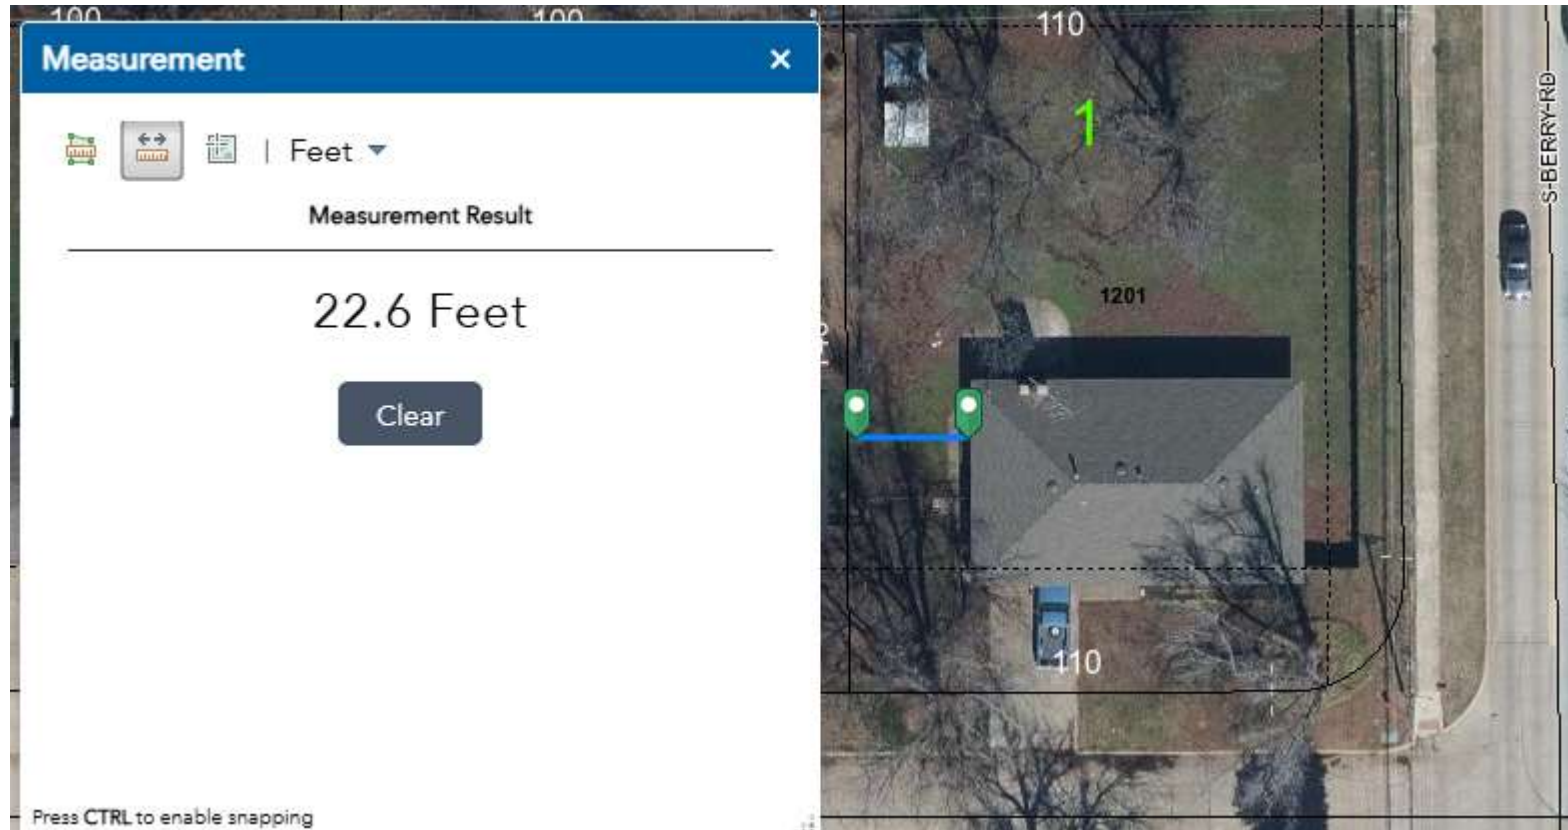 100
100
Measurement
×
| Feet
Measurement Result
22.6 Feet
Clear
Press CTRL to enable snapping
110
1
S-BERRY-RD
1201
110